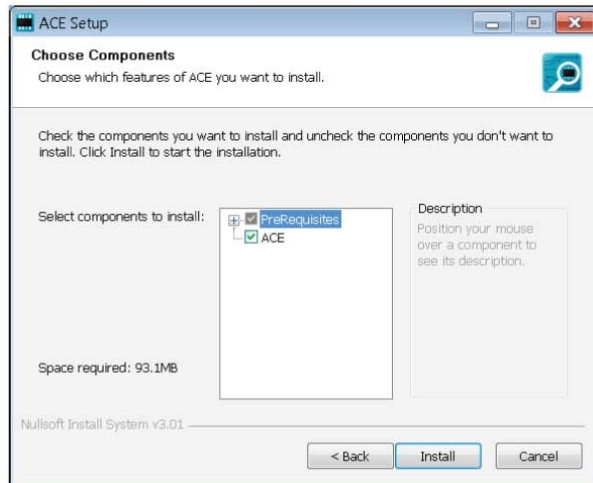 ACE Setup
Choose Components
Choose which features of ACE you want to install.
Check the components you want to install and uncheck the components you don't want to
install. Click Install to start the installation.
Select components to install:
PreRequisites
ACE
Description
Position your mouse
over a component to
see its description.
Space required: 93.1MB
Nullsoft Install System v3.01
< Back
Install
Cancel